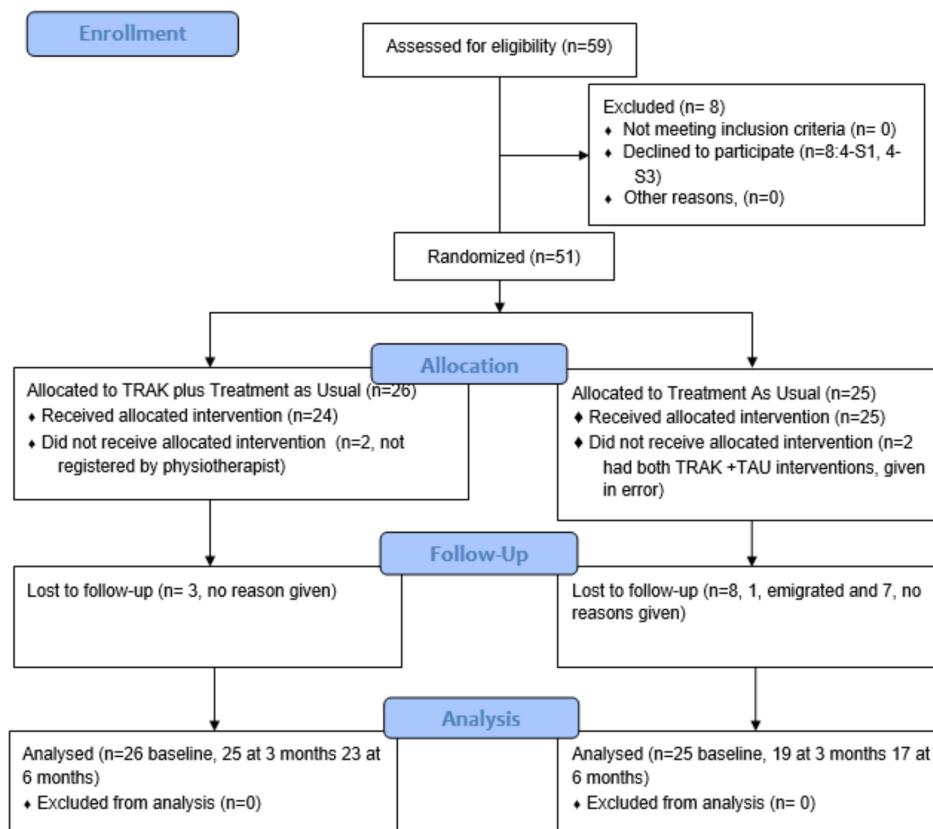 Enrollment
Assessed for eligibility (n=59)
Excluded (n= 8)
♦ Not meeting inclusion criteria (n= 0)
♦ Declined to participate (n=8:4-S1, 4-
S3)
♦ Other reasons, (n=0)
Randomized (n=51)
Allocation
Allocated to TRAK plus Treatment as Usual (n=26)
♦ Received allocated intervention (n=24)
♦ Did not receive allocated intervention (n=2, not
registered by physiotherapist)
Allocated to Treatment As Usual (n=25)
♦ Received allocated intervention (n=25)
♦ Did not receive allocated intervention (n=2
had both TRAK +TAU interventions, given
in error)
Follow-Up
Lost to follow-up (n= 3, no reason given)
Lost to follow-up (n=8, 1, emigrated and 7, no
reasons given)
Analysis
Analysed (n=26 baseline, 25 at 3 months 23 at
6 months)
♦ Excluded from analysis (n=0)
Analysed (n=25 baseline, 19 at 3 months 17 at
6 months)
♦ Excluded from analysis (n= 0)